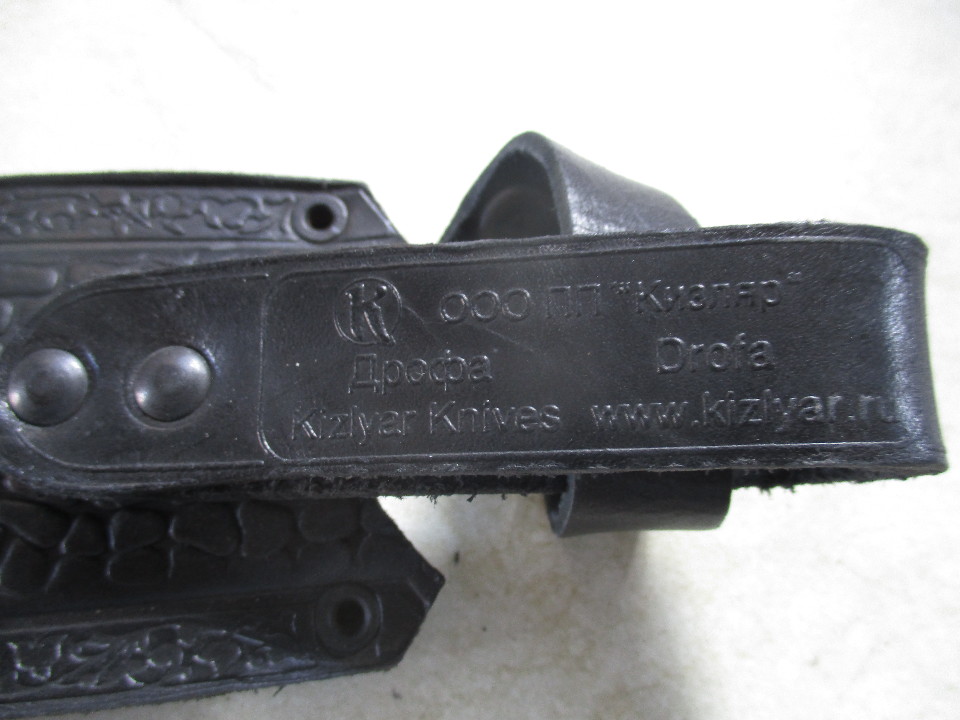 К ООО ПП "Кизляр"
Дрофа Drofa
Kizlyar Knives www.kizlyar.ru